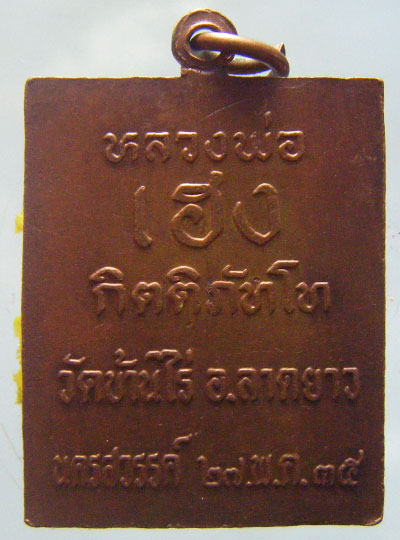 หลวงพ่อ
เฮง
กิตติภัทโท
วัดบ้านไร่ อ.ลาดยาว
นครสวรรค์ ๒๗.พ.ค.๓๕